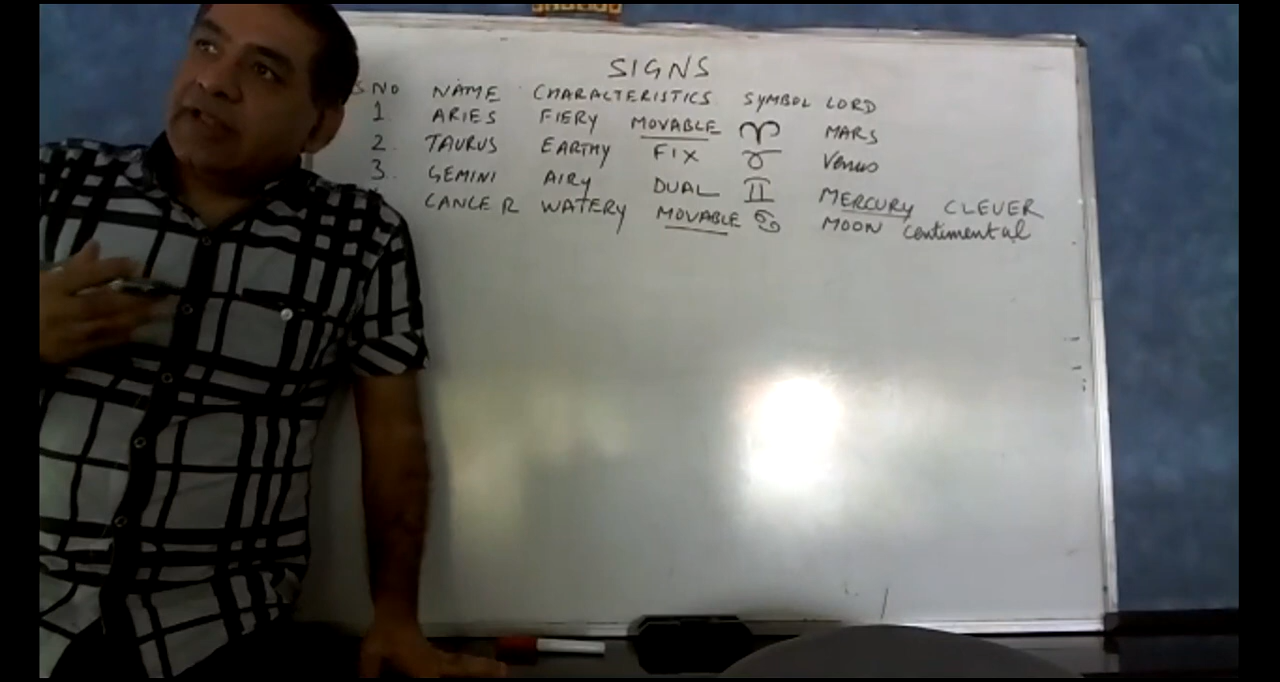 SIGNS
S NO NAME CHARACTERISTICS SYMBOL LORD
1. ARIES FIERY MOVABLE ♈ MARS
2. TAURUS EARTHY FIX ♉ Venus
3. GEMINI AIRY DUAL ♊ MERCURY CLEVER
CANCER WATERY MOVABLE ♋ MOON Centimental